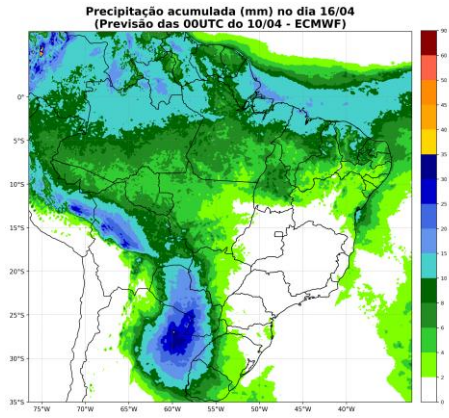 Precipitação acumulada (mm) no dia 16/04
(Previsão das 00UTC do 10/04 - ECMWF)
0°
5°S
10°S
15°S
20°S
25°S
30°S
35°S
75°W
70°W
65°W
60°W
55°W
50°W
45°W
40°W
90
60
50
45
40
35
30
25
20
15
10
8
6
4
2
0